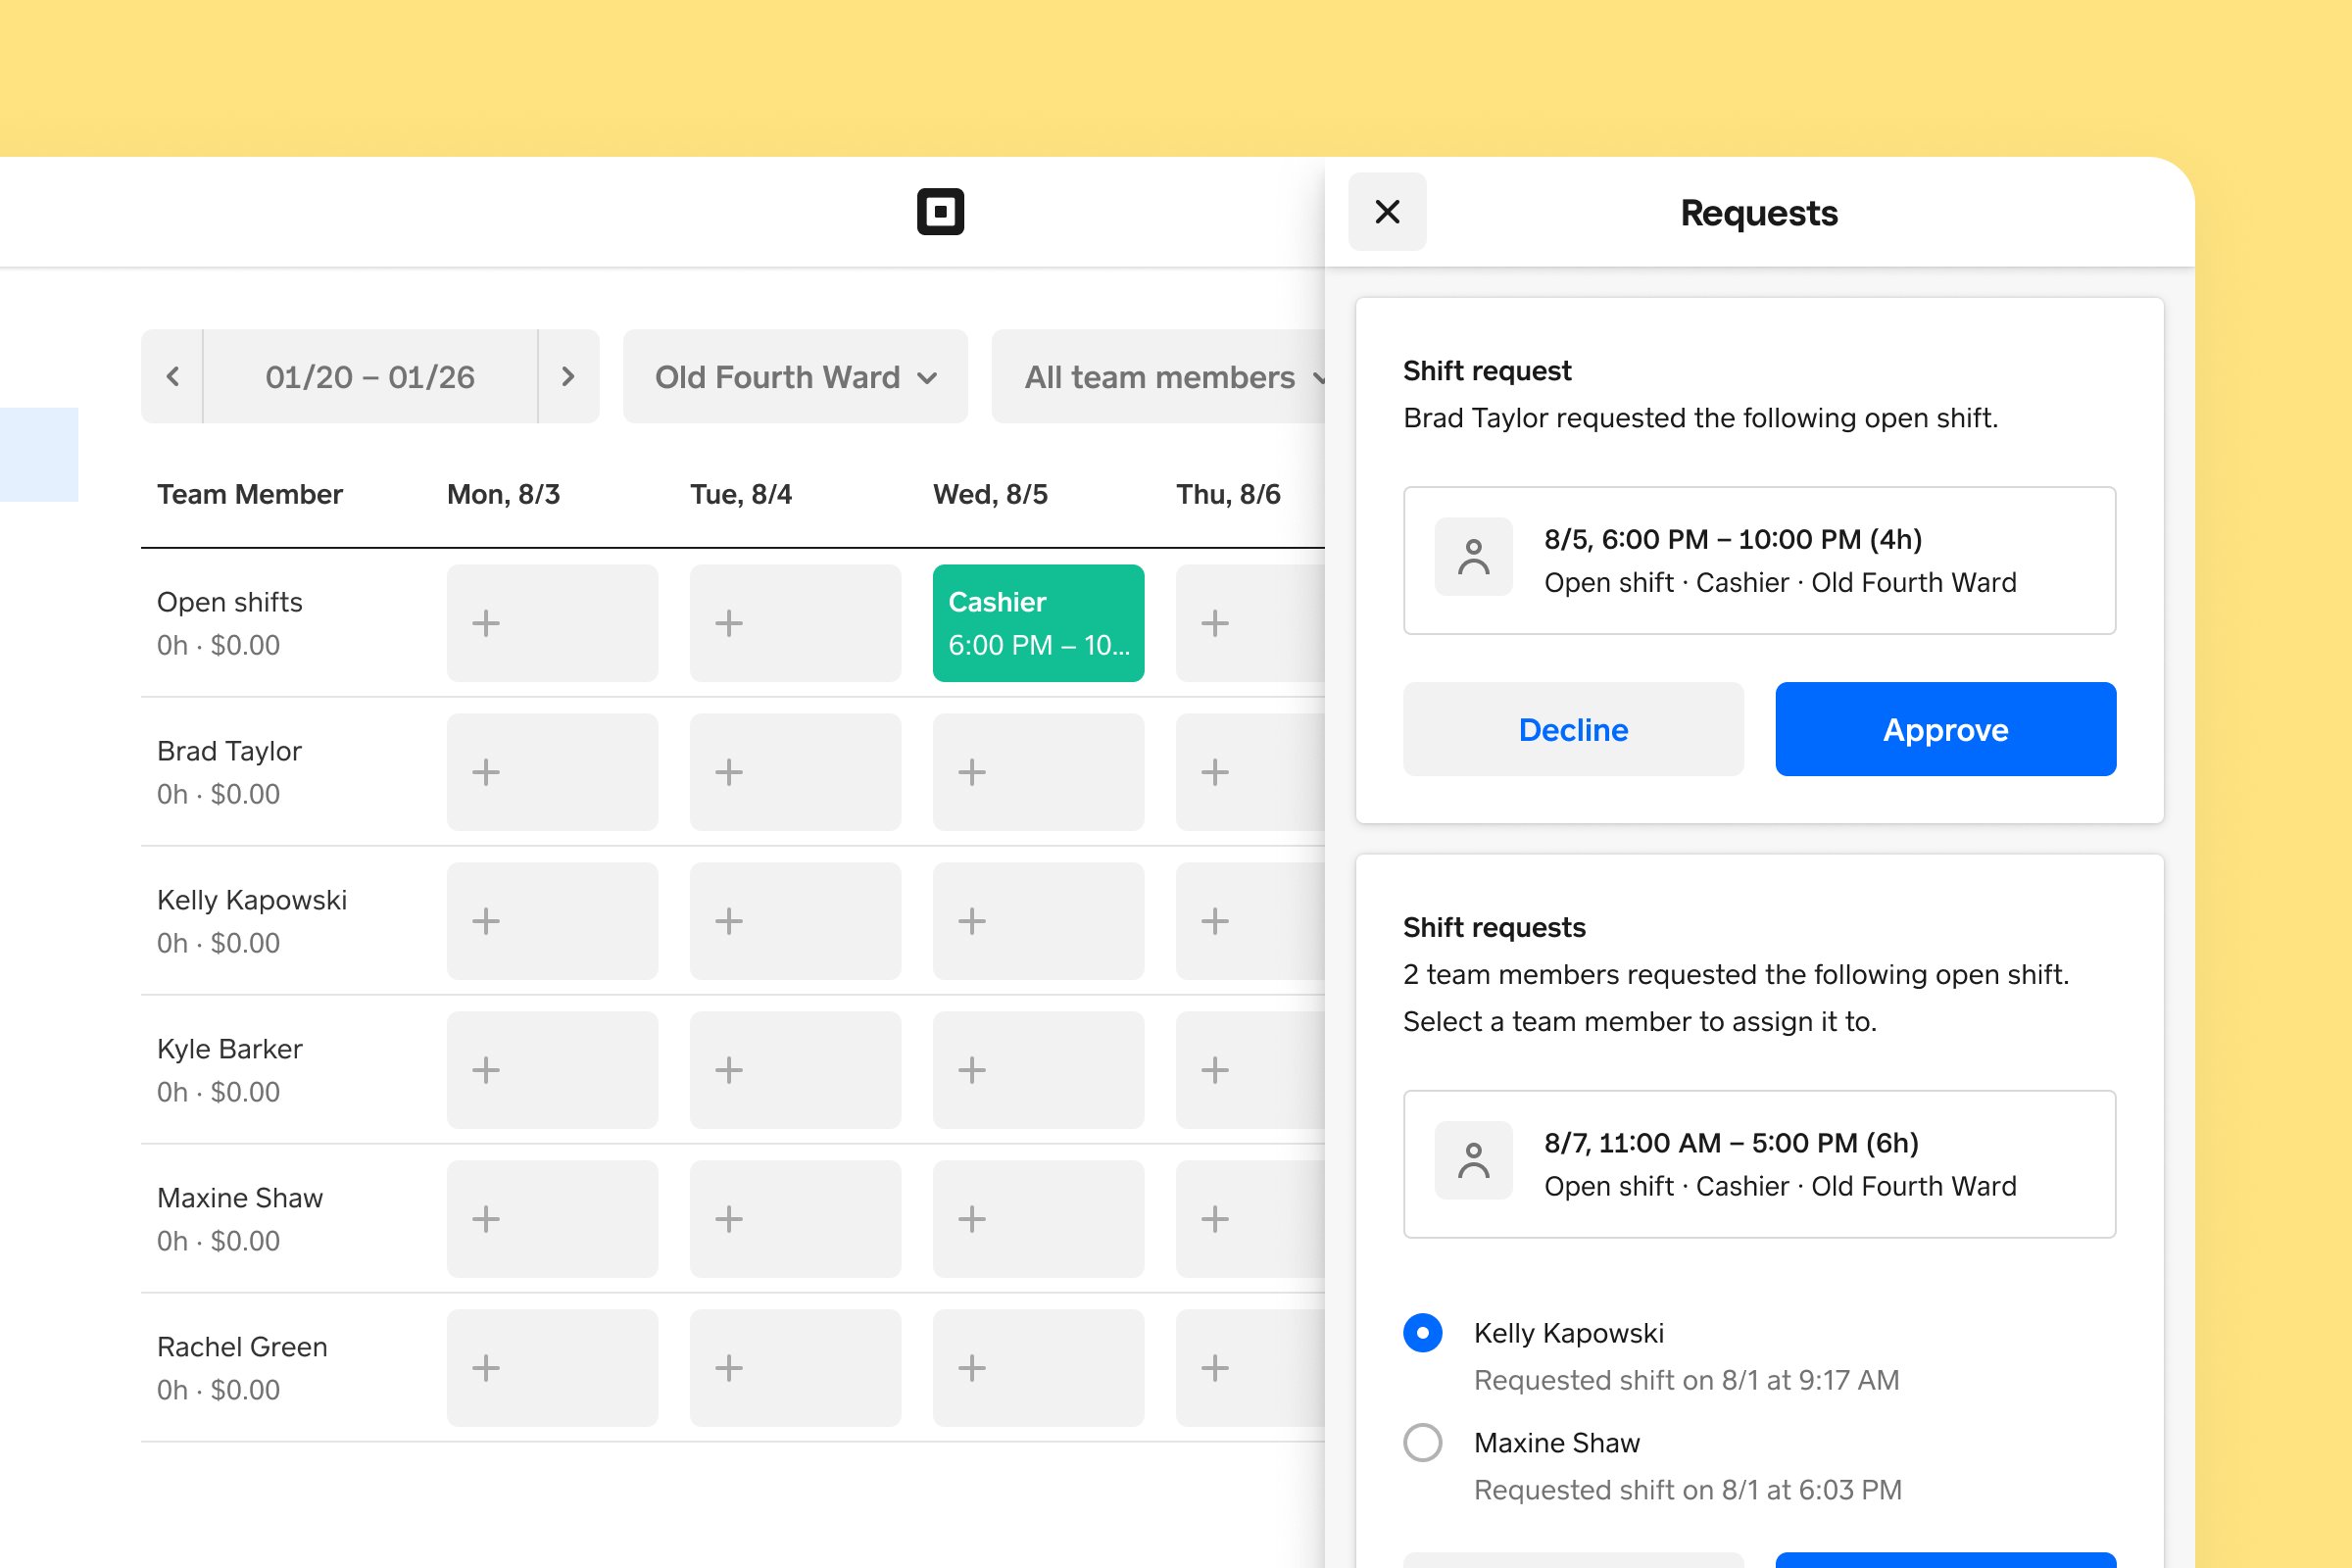 Requests
01/20 – 01/26
Old Fourth Ward
All team members
Team Member
Mon, 8/3
Tue, 8/4
Wed, 8/5
Thu, 8/6
Open shifts
0h · $0.00
Cashier
6:00 PM – 10...
Brad Taylor
0h · $0.00
Kelly Kapowski
0h · $0.00
Kyle Barker
0h · $0.00
Maxine Shaw
0h · $0.00
Rachel Green
0h · $0.00
Shift request
Brad Taylor requested the following open shift.
8/5, 6:00 PM – 10:00 PM (4h)
Open shift · Cashier · Old Fourth Ward
Decline
Approve
Shift requests
2 team members requested the following open shift.
Select a team member to assign it to.
8/7, 11:00 AM – 5:00 PM (6h)
Open shift · Cashier · Old Fourth Ward
Kelly Kapowski
Requested shift on 8/1 at 9:17 AM
Maxine Shaw
Requested shift on 8/1 at 6:03 PM